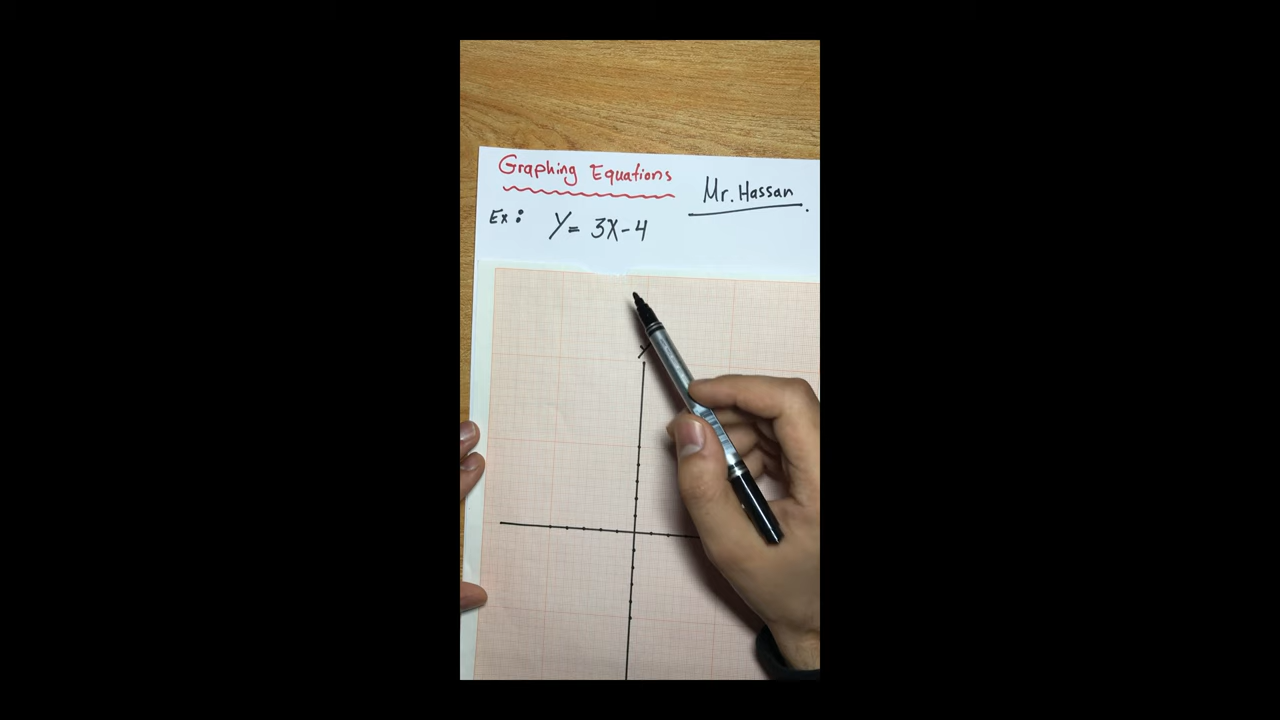 Graphing Equations
Mr. Hassan.
Ex: Y= 3X-4
Y